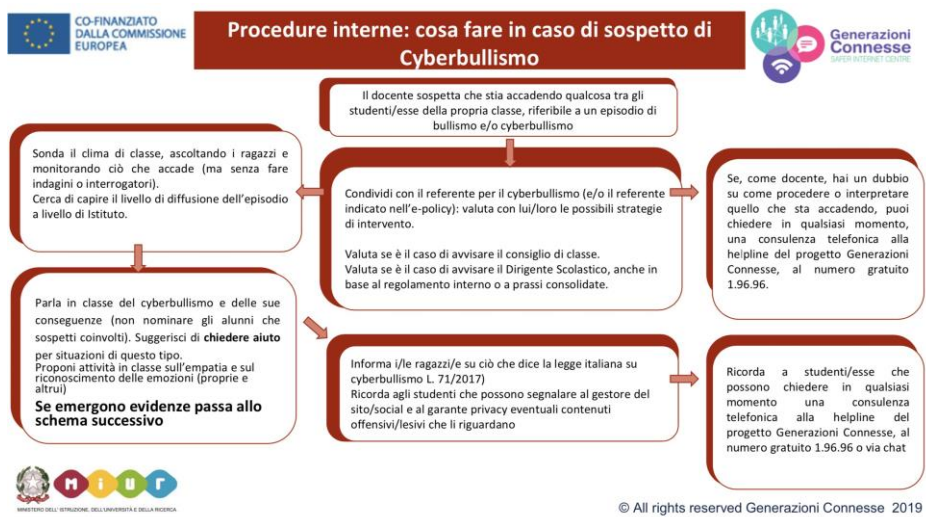 CO-FINANZIATO
DALLA COMMISSIONE
EUROPEA
Procedure interne: cosa fare in caso di sospetto di
Cyberbullismo
Generazioni
Connesse
SAFER INTERNET CENTRE
Il docente sospetta che stia accadendo qualcosa tra gli
studenti/esse della propria classe, riferibile a un episodio di
bullismo e/o cyberbullismo
Sonda il clima di classe, ascoltando i ragazzi e
monitorando ciò che accade (ma senza fare
indagini o interrogatori).
Cerca di capire il livello di diffusione dell'episodio
a livello di Istituto.
Condividi con il referente per il cyberbullismo (e/o il referente
indicato nell'e-policy): valuta con lui/loro le possibili strategie
di intervento.
Valuta se è il caso di avvisare il consiglio di classe.
Valuta se è il caso di avvisare il Dirigente Scolastico, anche in
base al regolamento interno o a prassi consolidate.
Se, come docente, hai un dubbio
su come procedere o interpretare
quello che sta accadendo, puoi
chiedere in qualsiasi momento,
una consulenza telefonica alla
helpline del progetto Generazioni
Connesse, al numero gratuito
1.96.96.
Parla in classe del cyberbullismo e delle sue
conseguenze (non nominare gli alunni che
sospetti coinvolti). Suggerisci di chiedere aiuto
per situazioni di questo tipo.
Proponi attività in classe sull'empatia e sul
riconoscimento delle emozioni (proprie e
altrui)
Se emergono evidenze passa allo
schema successivo
Informa i/le ragazzi/e su ciò che dice la legge italiana su
cyberbullismo L. 71/2017)
Ricorda agli studenti che possono segnalare al gestore del
sito/social e al garante privacy eventuali contenuti
offensivi/lesivi che li riguardano
Ricorda a studenti/esse che
possono chiedere in qualsiasi
momento una consulenza
telefonica alla helpline del
progetto Generazioni Connesse, al
numero gratuito 1.96.96 o via chat
miur
MINISTERO DELL'ISTRUZIONE, DELL'UNIVERSITÀ E DELLA RICERCA
© All rights reserved Generazioni Connesse 2019